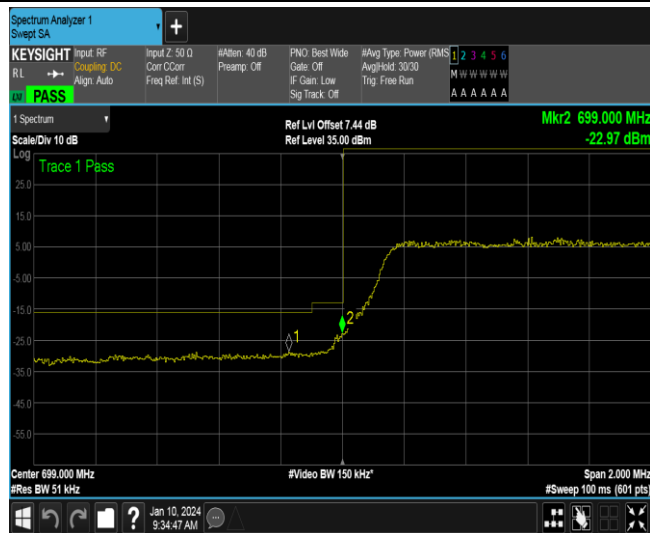 Spectrum Analyzer 1
Swept SA
+
KEYSIGHT Input: RF Input Z: 50 Ω #Atten: 40 dB PNO: Best Wide #Avg Type: Power (RMS 1 2 3 4 5 6
RL Coupling: DC Corr CCorr Preamp: Off Gate: Off Avg|Hold: 30/30 M W W W W W
Align: Auto Freq Ref: Int (S) IF Gain: Low Trig: Free Run
LV PASS Sig Track: Off A A A A A A
1 Spectrum Ref Lvl Offset 7.44 dB Mkr2 699.000 MHz
Scale/Div 10 dB Ref Level 35.00 dBm -22.97 dBm
Log
Trace 1 Pass
25.0
15.0
5.00
-5.00
-15.0
2
1
-25.0
-35.0
-45.0
-55.0
Center 699.000 MHz #Video BW 150 kHz* Span 2.000 MHz
#Res BW 51 kHz #Sweep 100 ms (601 pts)
? Jan 10, 2024
9:34:47 AM